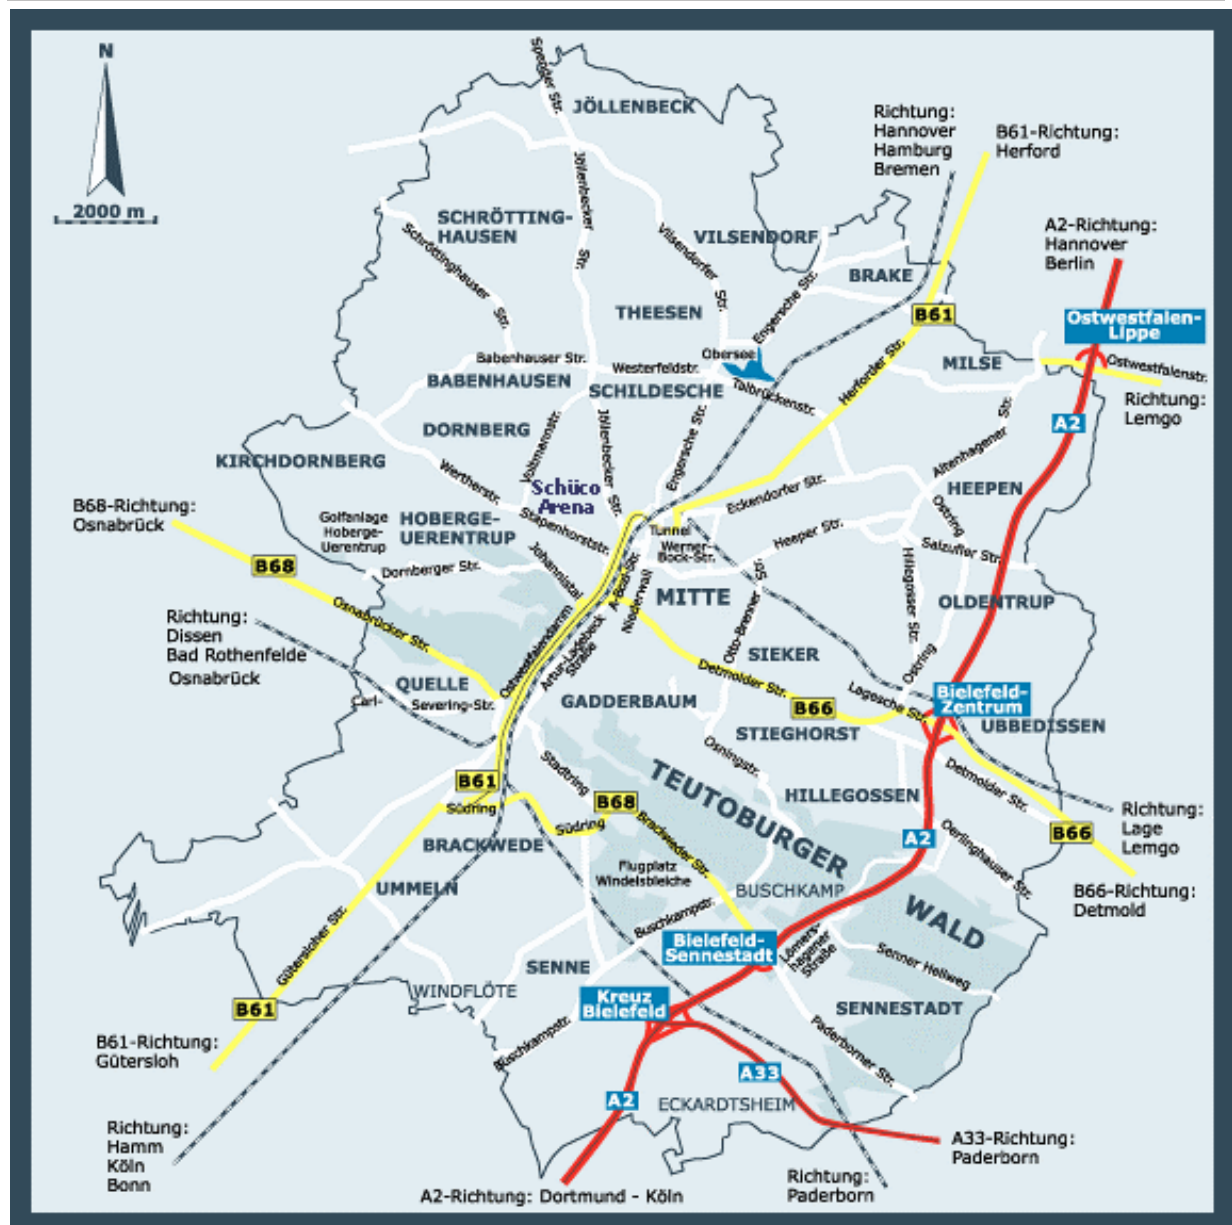 N
2000 m
Spenger Str.
JÖLLENBECK
Jöllenbecker
Str.
Richtung:
Hannover
Hamburg
Bremen
B61-Richtung:
Herford
A2-Richtung:
Hannover
Berlin
SCHRÖTTING-
HAUSEN
Schröttinghauser
Str.
Vilsendorfer
Str.
VILSENDORF
BRAKE
Engersche Str.
THEESEN
B61
Ostwestfalen-
Lippe
Ostwestfalenstr.
Richtung:
Lemgo
Obersee
Babenhauser Str.
Westerfeldstr.
BABENHAUSEN
SCHILDESCHE
Talbrückenstr.
Herforder Str.
MILSE
A2
DORNBERG
Voltmannstr.
Jöllenbecker
Str.
Engersche Str.
Altenhagener
Str.
KIRCHDORNBERG
Wertherstr.
Schüco
Arena
Eckendorfer Str.
HEEPEN
B68-Richtung:
Osnabrück
Golfanlage
Hoberge-
Uerentrup
HOBERGE-
UERENTRUP
Stapenhorststr.
Tunnel
Werner-
Bock-Str.
Heeper Str.
Ostring
Salzufler Str.
B68
Dornberger Str.
Johannistal
A-Bozi-Str.
Niederwall
MITTE
Otto-Brenner
Str.
Hillegosser Str.
OLDENTRUP
Osnabrücker Str.
Richtung:
Dissen
Bad Rothenfelde
Osnabrück
Ostwestfalendamm
Artur-Ladebeck
Straße
SIEKER
Detmolder Str.
Ostring
QUELLE
Carl-
Severing-Str.
GADDERBAUM
B66
Lagesche Str.
Bielefeld-
Zentrum
UBBEDISSEN
STIEGHORST
Osningstr.
Stadtring
TEUTOBURGER
WALD
HILLEGOSSEN
Detmolder Str.
B61
Südring
B68
Südring
Brackweder Str.
BRACKWEDE
A2
Oerlinghauser Str.
B66
Richtung:
Lage
Lemgo
B66-Richtung:
Detmold
UMMELN
Flugplatz
Windelsbleiche
BUSCHKAMP
Buschkampstr.
Gütersloher Str.
Bielefeld-
Sennestadt
Lämers-
hagener
Straße
Senner Hellweg
SENNE
WINDFLÖTE
Kreuz
Bielefeld
SENNESTADT
B61
Buschkampstr.
Paderborner Str.
B61-Richtung:
Gütersloh
A33
A2
ECKARDTSHEIM
Richtung:
Hamm
Köln
Bonn
A33-Richtung:
Paderborn
Richtung:
Paderborn
A2-Richtung: Dortmund - Köln